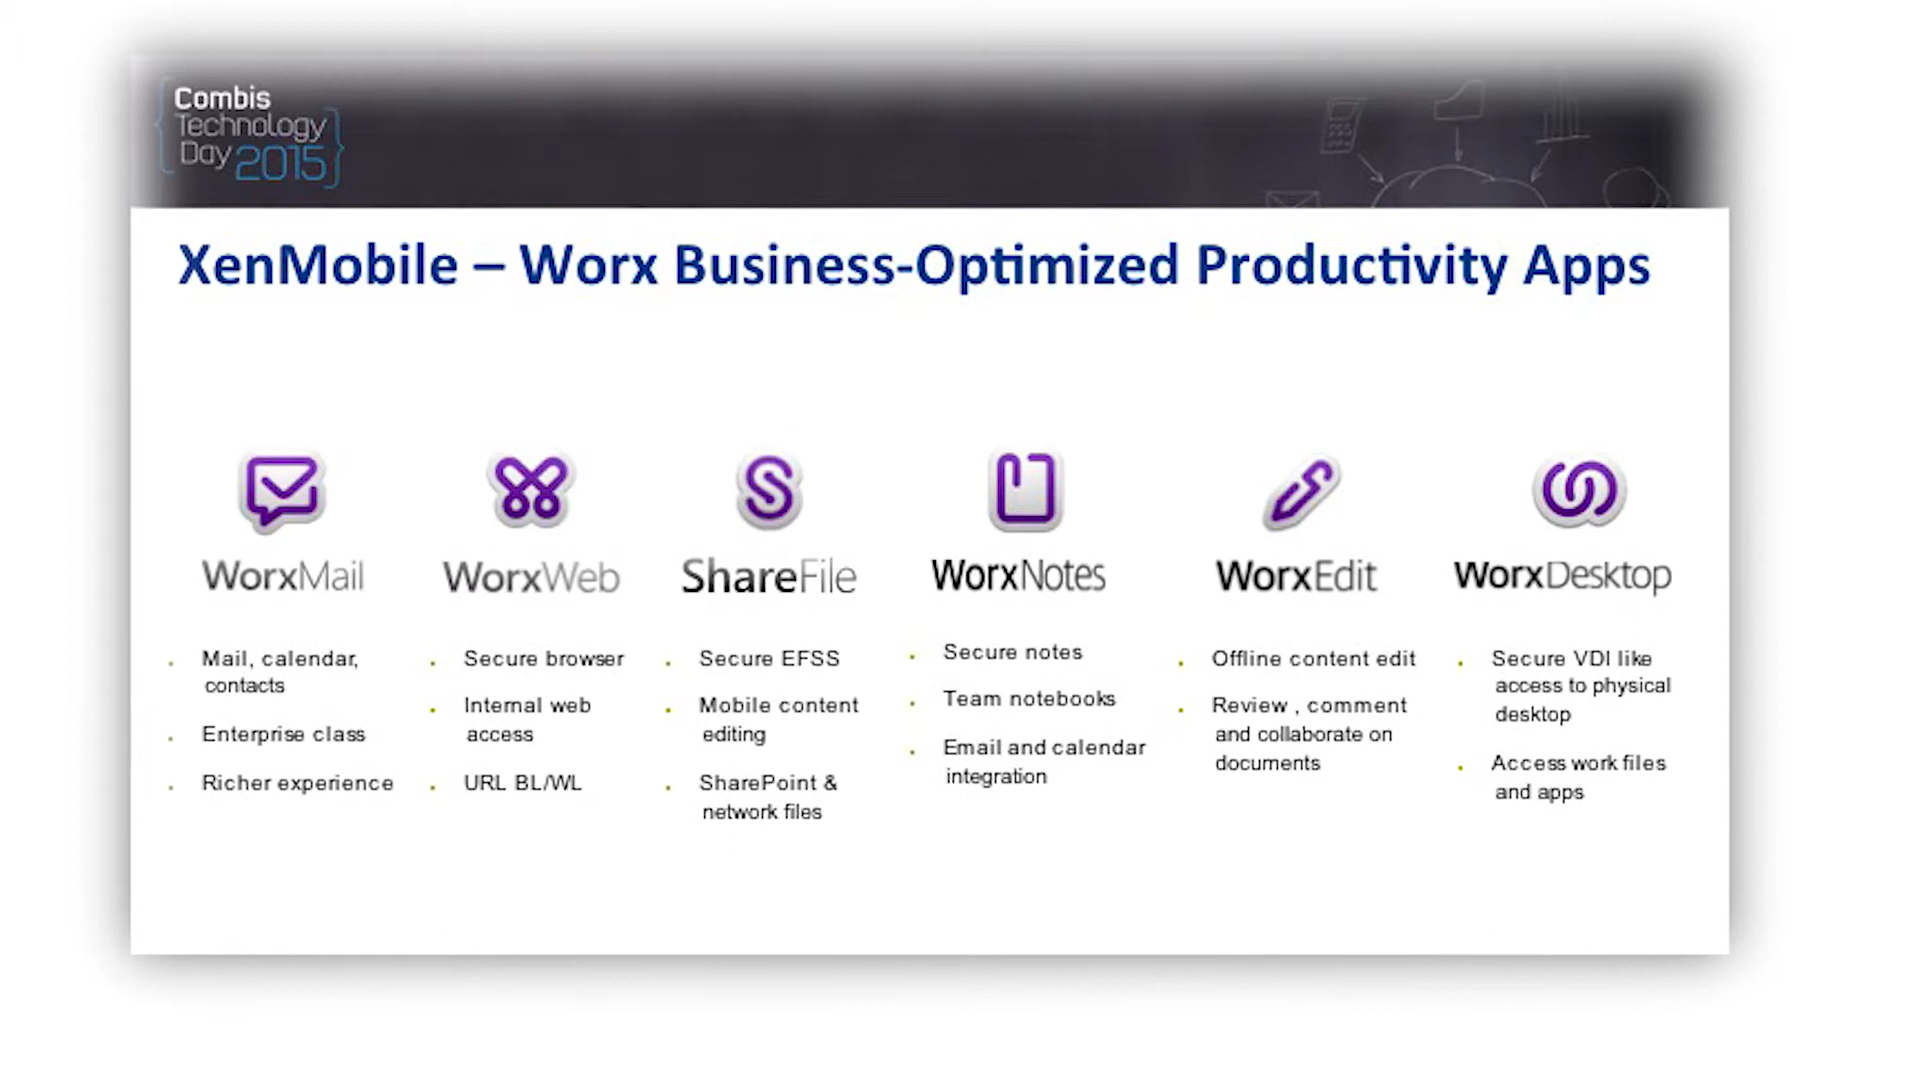 Combis
Technology
Day 2015
XenMobile – Worx Business-Optimized Productivity Apps
WorxMail
Mail, calendar,
contacts
Enterprise class
Richer experience
WorxWeb
Secure browser
Internal web
access
URL BL/WL
ShareFile
Secure EFSS
Mobile content
editing
SharePoint &
network files
WorxNotes
Secure notes
Team notebooks
Email and calendar
integration
WorxEdit
Offline content edit
Review , comment
and collaborate on
documents
WorxDesktop
Secure VDI like
access to physical
desktop
Access work files
and apps